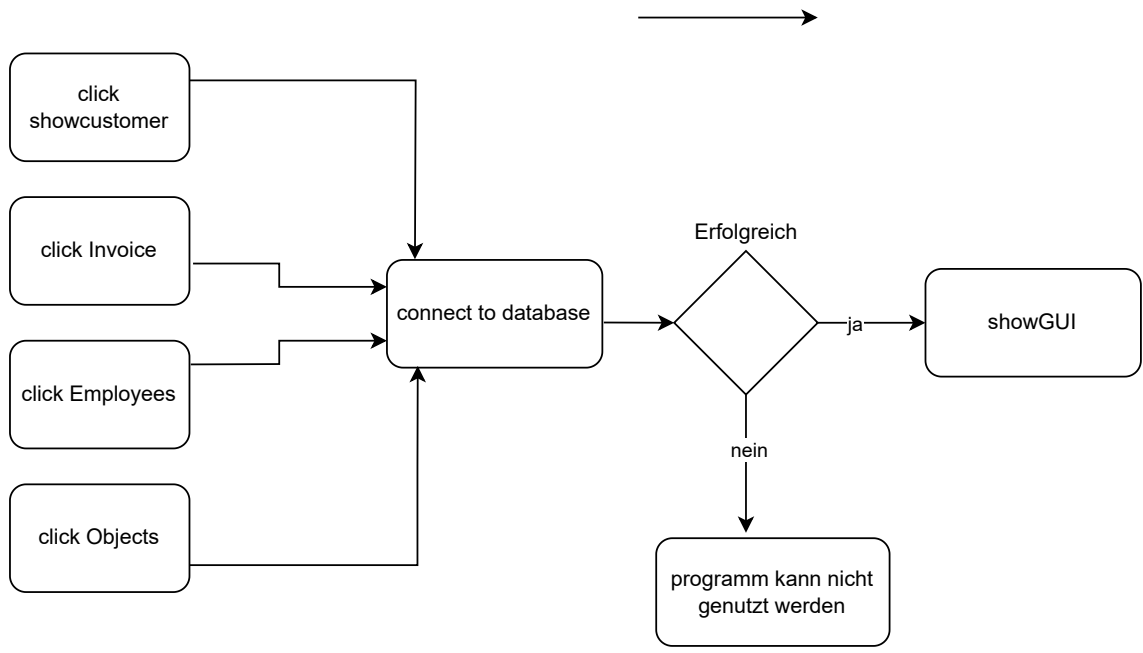 click
showcustomer
click Invoice
click Employees
click Objects
connect to database
Erfolgreich
ja
showGUI
nein
programm kann nicht
genutzt werden